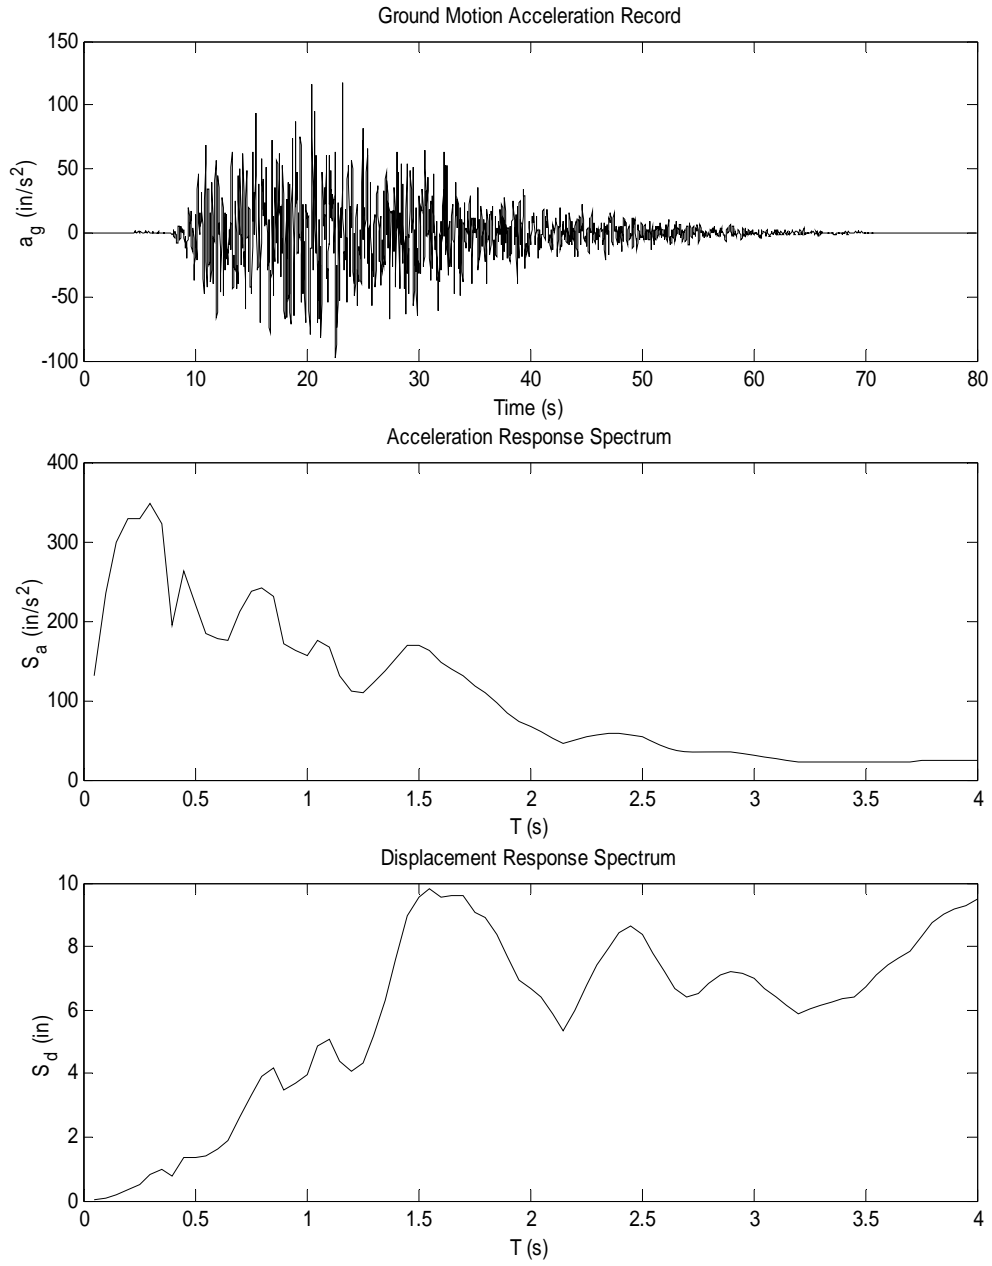 Ground Motion Acceleration Record
150
100
50
0
-50
-100
a_g (in/s^2)
0 10 20 30 40 50 60 70 80
Time (s)
Acceleration Response Spectrum
400
300
200
100
0
S_a (in/s^2)
0 0.5 1 1.5 2 2.5 3 3.5 4
T (s)
Displacement Response Spectrum
10
8
6
4
2
0
S_d (in)
0 0.5 1 1.5 2 2.5 3 3.5 4
T (s)